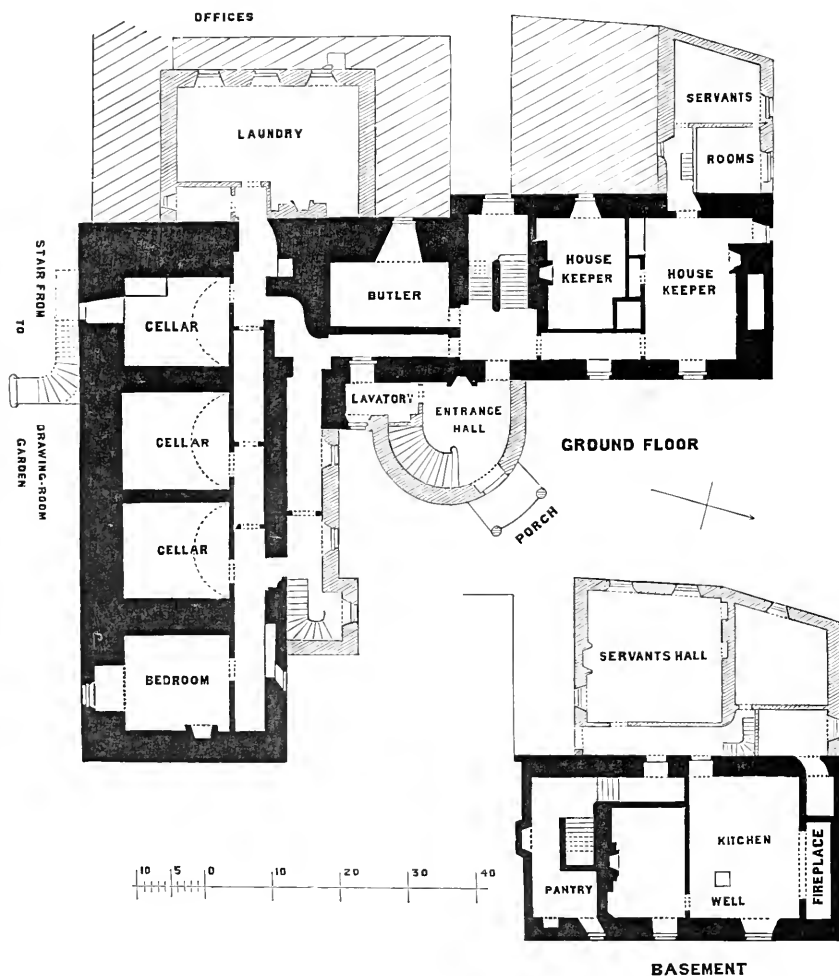 OFFICES
LAUNDRY
SERVANTS
ROOMS
STAIR FROM
TO
DRAWING-ROOM
GARDEN
CELLAR
BUTLER
HOUSE
KEEPER
HOUSE
KEEPER
LAVATORY
ENTRANCE
HALL
CELLAR
GROUND FLOOR
PORCH
CELLAR
BEDROOM
SERVANTS HALL
10 5 0 10 20 30 40
KITCHEN
FIREPLACE
PANTRY
WELL
BASEMENT